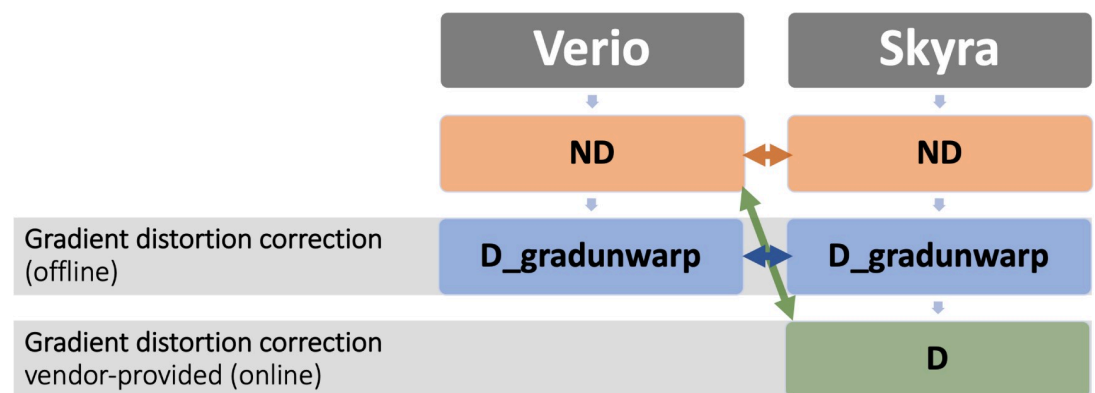 Verio
Skyra
ND
ND
Gradient distortion correction
(offline)
D_gradunwarp
D_gradunwarp
Gradient distortion correction
vendor-provided (online)
D